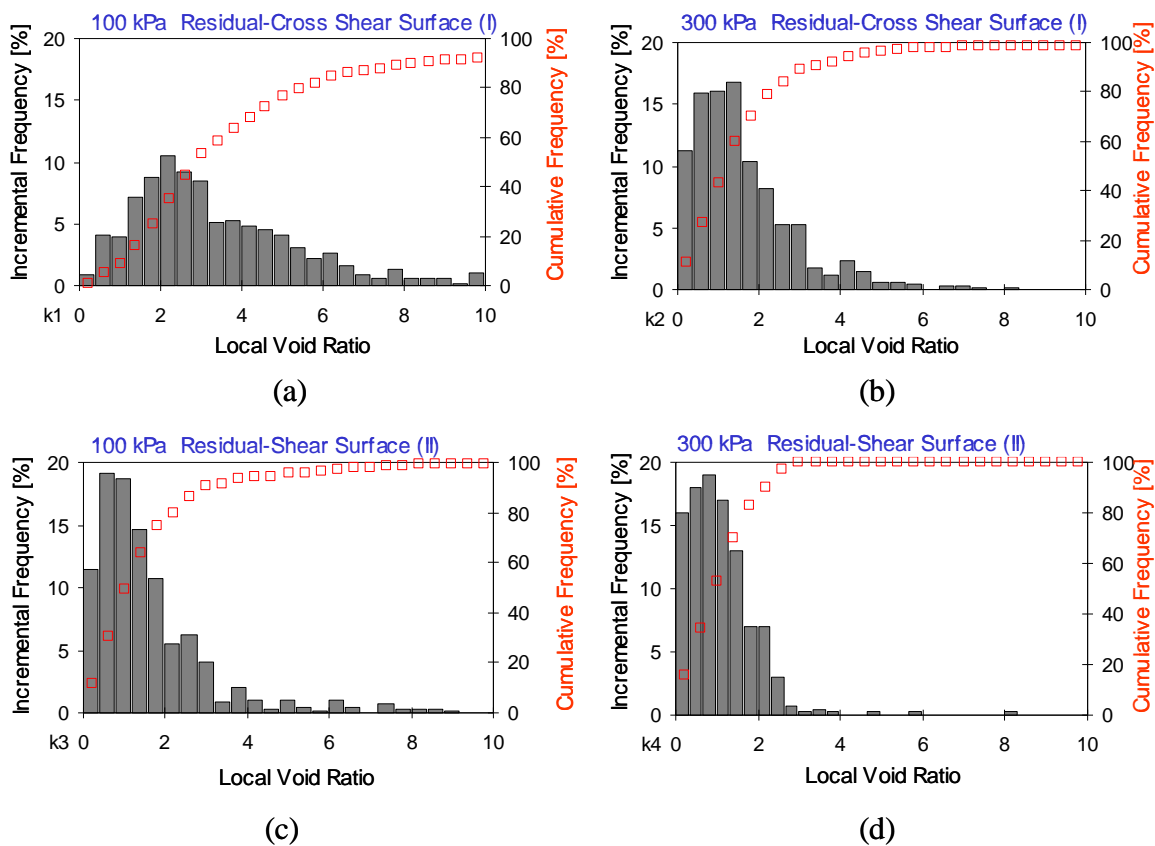 100 kPa Residual-Cross Shear Surface (I)
Incremental Frequency [%]
20
15
10
5
0
100
80
60
40
20
0
Cumulative Frequency [%]
k1 0 2 4 6 8 10
Local Void Ratio
(a)
300 kPa Residual-Cross Shear Surface (I)
Incremental Frequency [%]
20
15
10
5
0
100
80
60
40
20
0
Cumulative Frequency [%]
k2 0 2 4 6 8 10
Local Void Ratio
(b)
100 kPa Residual-Shear Surface (II)
Incremental Frequency [%]
20
15
10
5
0
100
80
60
40
20
0
Cumulative Frequency [%]
k3 0 2 4 6 8 10
Local Void Ratio
(c)
300 kPa Residual-Shear Surface (II)
Incremental Frequency [%]
20
15
10
5
0
100
80
60
40
20
0
Cumulative Frequency [%]
k4 0 2 4 6 8 10
Local Void Ratio
(d)